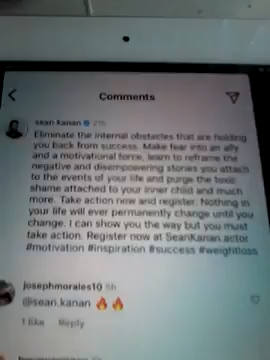 Comments
sean.kanan 21h
Eliminate the internal obstacles that are holding
you back from success. Make fear into an ally
and a motivational force, learn to reframe the
negative and disempowering stories you attach
to the events of your life and purge the toxic
shame attached to your inner child and much
more. Take action now and register. Nothing in
your life will ever permanently change until you
change. I can show you the way but you must
take action. Register now at SeanKanan.actor
#motivation #inspiration #success #weightloss
josephmorales10 5h
@sean.kanan 🔥🔥
1 like Reply